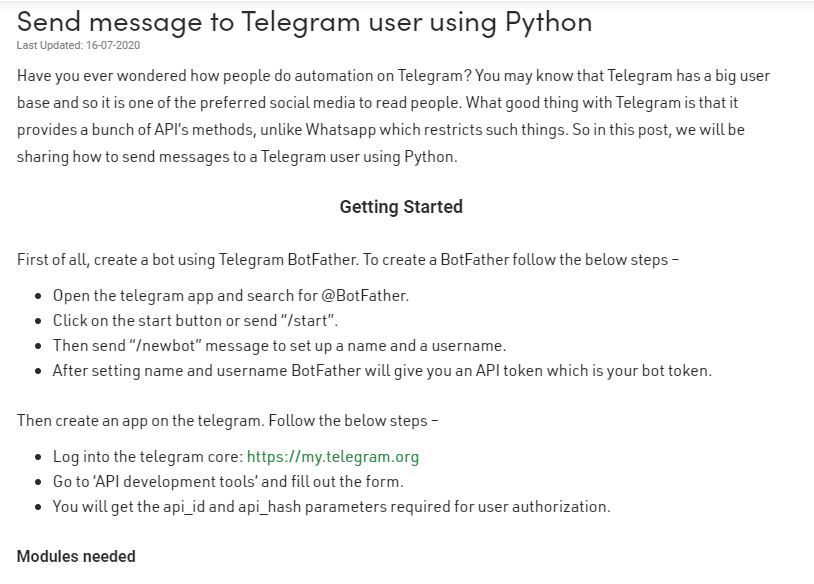 Send message to Telegram user using Python
Last Updated: 16-07-2020
Have you ever wondered how people do automation on Telegram? You may know that Telegram has a big user
base and so it is one of the preferred social media to read people. What good thing with Telegram is that it
provides a bunch of API's methods, unlike Whatsapp which restricts such things. So in this post, we will be
sharing how to send messages to a Telegram user using Python.
Getting Started
First of all, create a bot using Telegram BotFather. To create a BotFather follow the below steps –
• Open the telegram app and search for @BotFather.
• Click on the start button or send “/start”.
• Then send “/newbot” message to set up a name and a username.
• After setting name and username BotFather will give you an API token which is your bot token.
Then create an app on the telegram. Follow the below steps –
• Log into the telegram core: https://my.telegram.org
• Go to ‘API development tools’ and fill out the form.
• You will get the api_id and api_hash parameters required for user authorization.
Modules needed